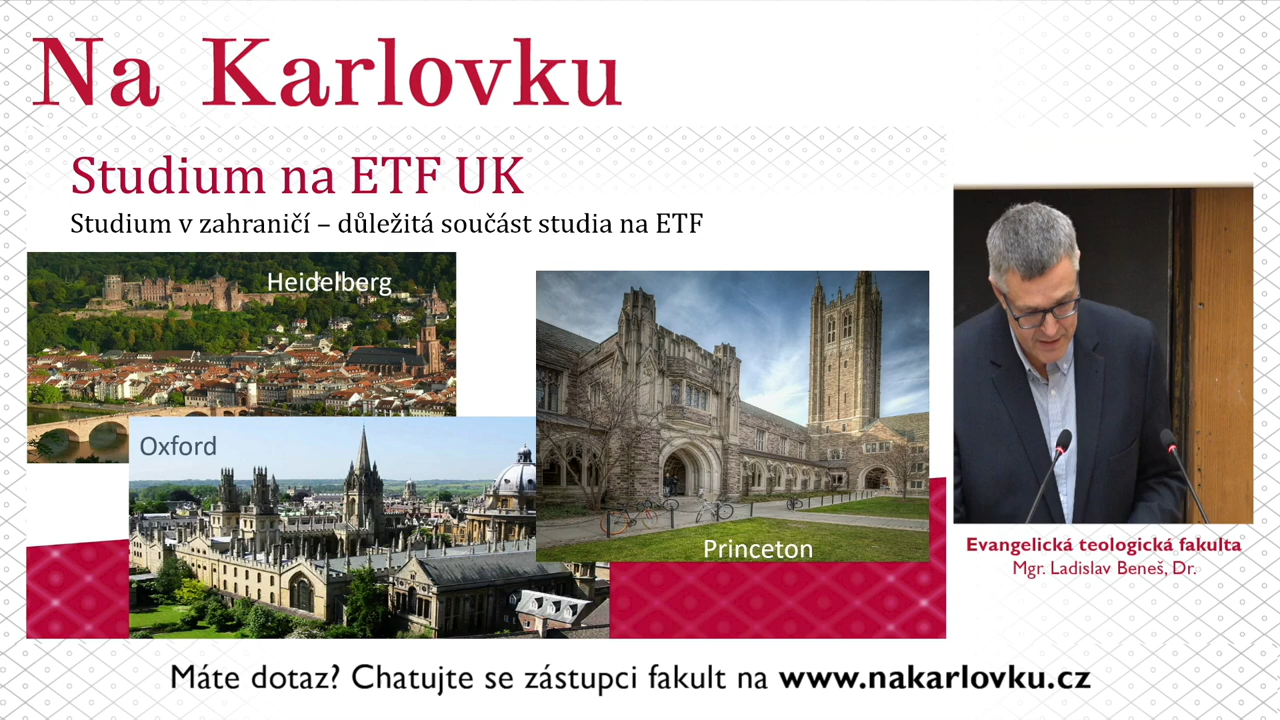 Na Karlovku
Studium na ETF UK
Studium v zahraničí – důležitá součást studia na ETF
Heidelberg
Oxford
Princeton
Evangelická teologická fakulta
Mgr. Ladislav Beneš, Dr.
Máte dotaz? Chatujte se zástupci fakult na www.nakarlovku.cz